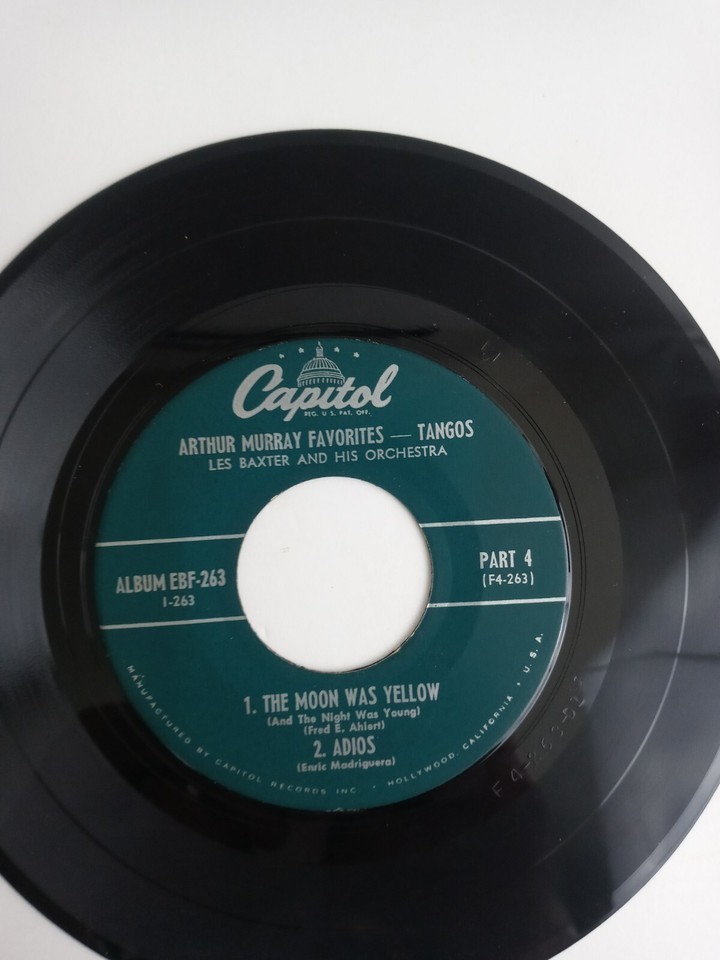 Capitol
REG. U.S. PAT. OFF.
ARTHUR MURRAY FAVORITES — TANGOS
LES BAXTER AND HIS ORCHESTRA
ALBUM EBF-263
1-263
PART 4
(F4-263)
1. THE MOON WAS YELLOW
(And The Night Was Young)
(Fred E. Ahlert)
2. ADIOS
(Enric Madriguera)
MANUFACTURED BY CAPITOL RECORDS INC. • HOLLYWOOD, CALIFORNIA • U.S.A.